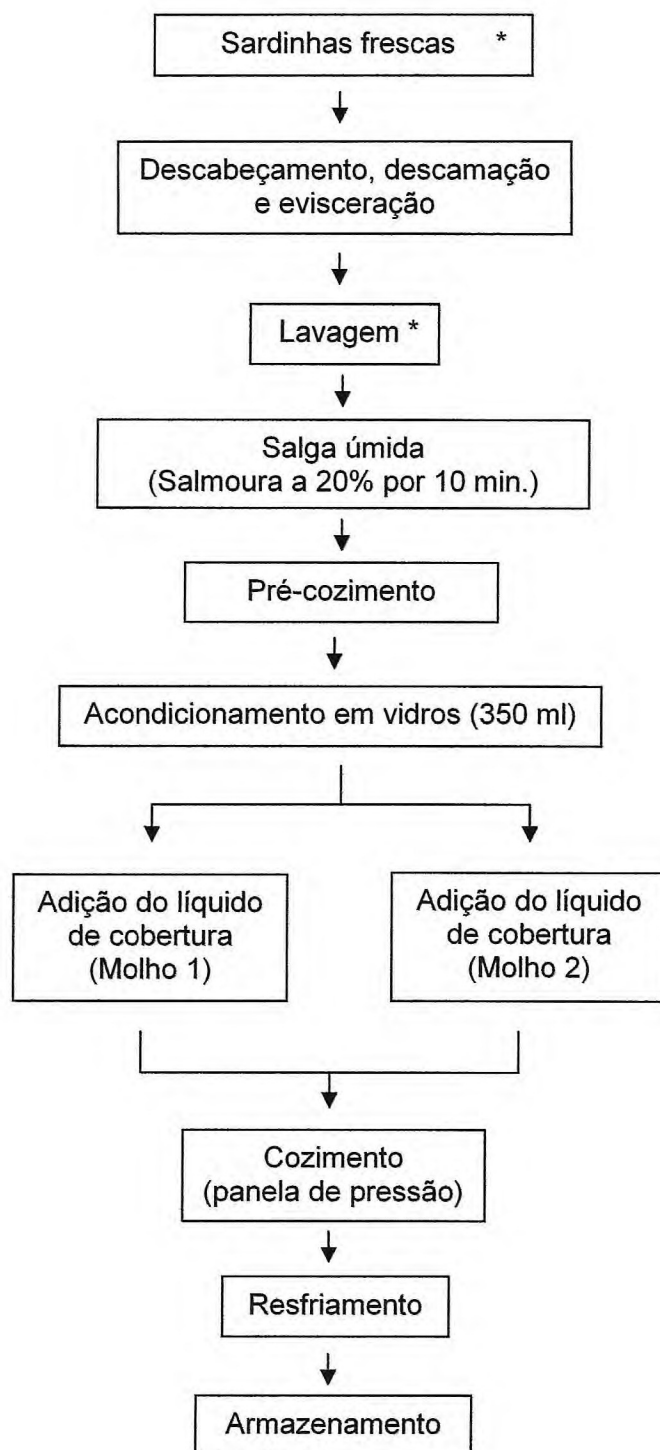 Sardinhas frescas *
Descabeçamento, descamação
e evisceração
Lavagem *
Salga úmida
(Salmoura a 20% por 10 min.)
Pré-cozimento
Acondicionamento em vidros (350 ml)
Adição do líquido
de cobertura
(Molho 1)
Adição do líquido
de cobertura
(Molho 2)
Cozimento
(panela de pressão)
Resfriamento
Armazenamento